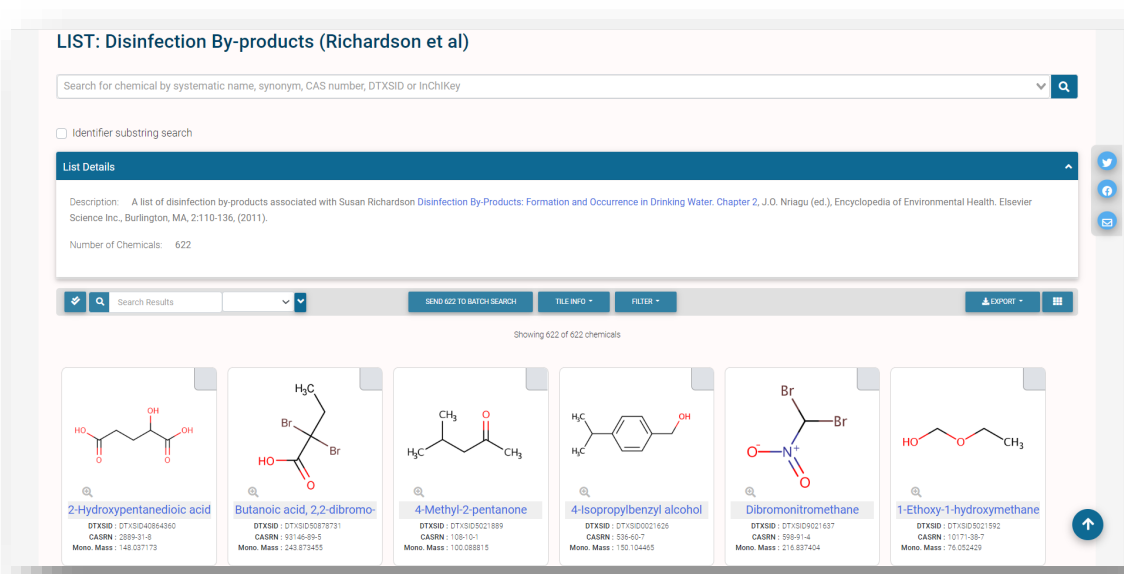 LIST: Disinfection By-products (Richardson et al)
Search for chemical by systematic name, synonym, CAS number, DTXSID or InChIKey
Identifier substring search
List Details
Description: A list of disinfection by-products associated with Susan Richardson Disinfection By-Products: Formation and Occurrence in Drinking Water. Chapter 2, J.O. Nriagu (ed.), Encyclopedia of Environmental Health. Elsevier
Science Inc., Burlington, MA, 2:110-136, (2011).
Number of Chemicals: 622
Search Results SEND 622 TO BATCH SEARCH TILE INFO FILTER EXPORT
Showing 622 of 622 chemicals
OH HO OH O O
H3C Br Br HO O
CH3 O H3C CH3
H3C H3C OH
Br Br O- N+ O
HO O CH3
2-Hydroxypentanedioic acid Butanoic acid, 2,2-dibromo- 4-Methyl-2-pentanone 4-Isopropylbenzyl alcohol Dibromonitromethane 1-Ethoxy-1-hydroxymethane
DTXSID : DTXSID40864360 DTXSID : DTXSID50878731 DTXSID : DTXSID5021889 DTXSID : DTXSID0021626 DTXSID : DTXSID9021637 DTXSID : DTXSID5021592
CASRN : 2889-31-8 CASRN : 93146-89-5 CASRN : 108-10-1 CASRN : 536-60-7 CASRN : 598-91-4 CASRN : 10171-38-7
Mono. Mass : 148.037173 Mono. Mass : 243.873455 Mono. Mass : 100.088815 Mono. Mass : 150.104465 Mono. Mass : 216.837404 Mono. Mass : 76.052429